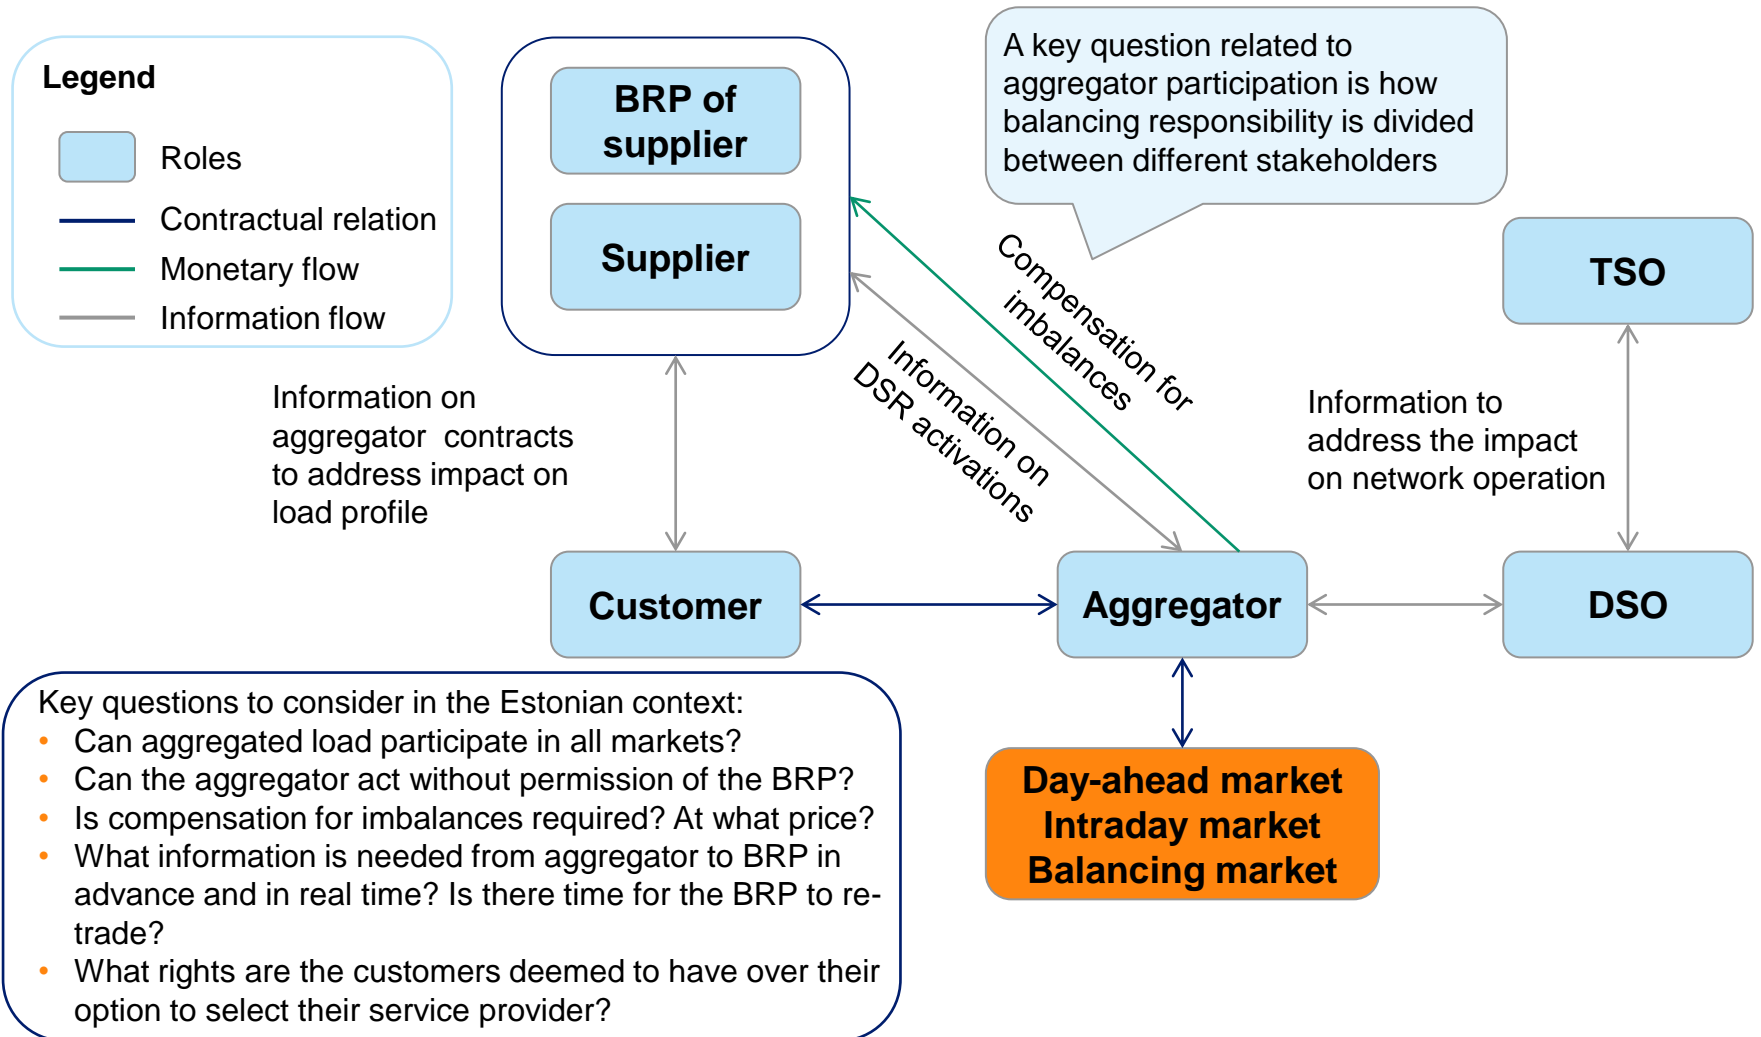 Legend
Roles
Contractual relation
Monetary flow
Information flow
BRP of
supplier
Supplier
A key question related to
aggregator participation is how
balancing responsibility is divided
between different stakeholders
TSO
Compensation for
imbalances
Information on
DSR activations
Information on
aggregator contracts
to address impact on
load profile
Information to
address the impact
on network operation
Customer
Aggregator
DSO
Key questions to consider in the Estonian context:
• Can aggregated load participate in all markets?
• Can the aggregator act without permission of the BRP?
• Is compensation for imbalances required? At what price?
• What information is needed from aggregator to BRP in
advance and in real time? Is there time for the BRP to re-
trade?
• What rights are the customers deemed to have over their
option to select their service provider?
Day-ahead market
Intraday market
Balancing market